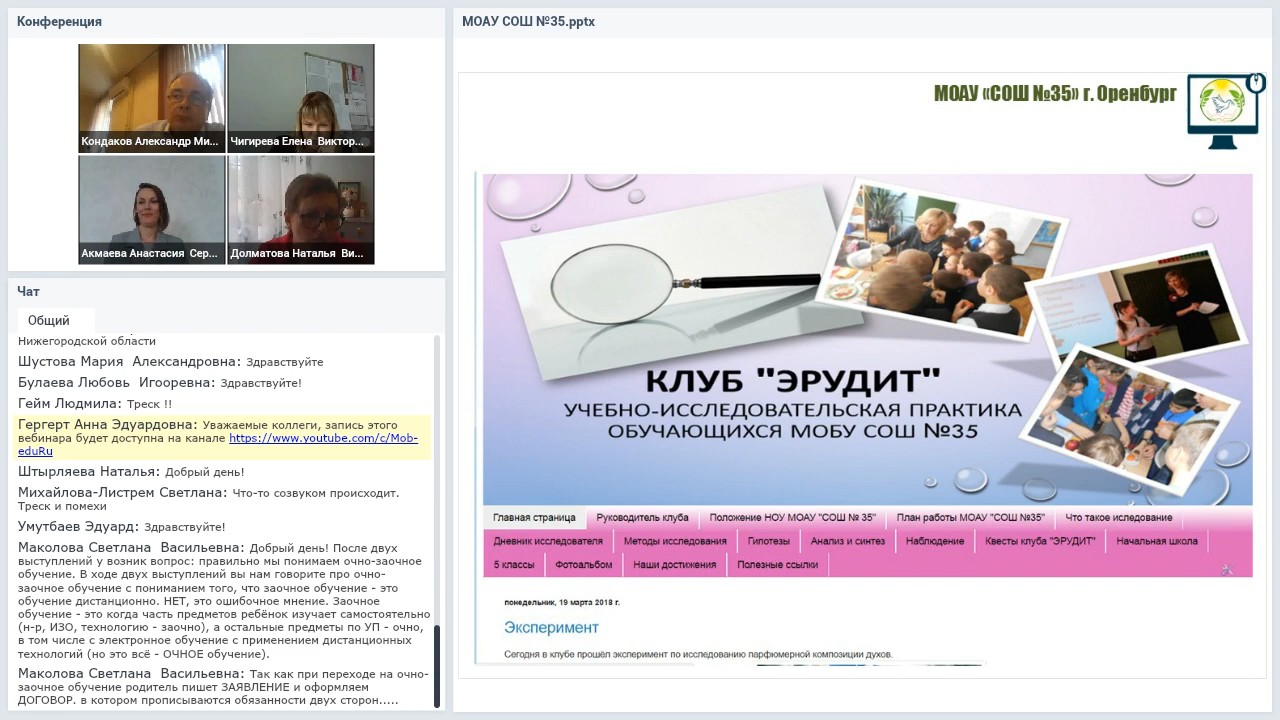 Конференция
Кондаков Александр Ми...
Чигирева Елена Виктор...
Акмаева Анастасия Сер...
Долматова Наталья Ви...
Чат
Общий
Нижегородской области
Шустова Мария Александровна: Здравствуйте
Булаева Любовь Игооревна: Здравствуйте!
Гейм Людмила: Треск !!
Гергерт Анна Эдуардовна: Уважаемые коллеги, запись этого
вебинара будет доступна на канале https://www.youtube.com/c/Mob-
eduRu
Штырляева Наталья: Добрый день!
Михайлова-Листрем Светлана: Что-то созвуком происходит.
Треск и помехи
Умутбаев Эдуард: Здравствуйте!
Маколова Светлана Васильевна: Добрый день! После двух
выступлений у возник вопрос: правильно мы понимаем очно-заочное
обучение. В ходе двух выступлений вы нам говорите про очно-
заочное обучение с пониманием того, что заочное обучение - это
обучение дистанционно. НЕТ, это ошибочное мнение. Заочное
обучение - это когда часть предметов ребёнок изучает самостоятельно
(н-р, ИЗО, технологию - заочно), а остальные предметы по УП - очно,
в том числе с электронное обучение с применением дистанционных
технологий (но это всё - ОЧНОЕ обучение).
Маколова Светлана Васильевна: Так как при переходе на очно-
заочное обучение родитель пишет ЗАЯВЛЕНИЕ и оформляем
ДОГОВОР. в котором прописываются обязанности двух сторон.....
МОАУ СОШ №35.pptx
МОАУ «СОШ №35» г. Оренбург
КЛУБ "ЭРУДИТ"
УЧЕБНО-ИССЛЕДОВАТЕЛЬСКАЯ ПРАКТИКА
ОБУЧАЮЩИХСЯ МОБУ СОШ №35
Главная страница Руководитель клуба Положение НОУ МОАУ "СОШ № 35" План работы МОАУ "СОШ №35" Что такое иследование
Дневник исследователя Методы исследования Гипотезы Анализ и синтез Наблюдение Квесты клуба "ЭРУДИТ" Начальная школа
5 классы Фотоальбом Наши достижения Полезные ссылки
понедельник, 19 марта 2018 г.
Эксперимент
Сегодня в клубе прошёл эксперимент по исследованию парфюмерной композиции духов.